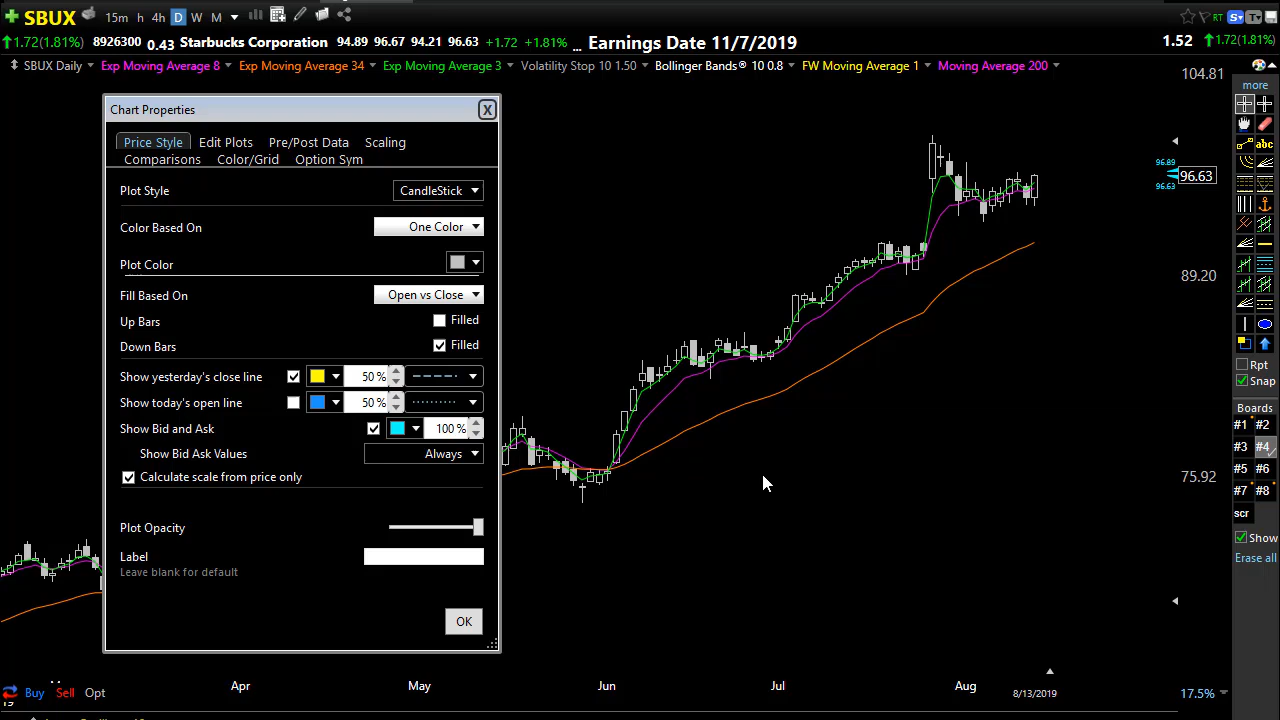 SBUX 15m h 4h D W M RT S T
1.72(1.81%) 8926300 0.43 Starbucks Corporation 94.89 96.67 94.21 96.63 +1.72 +1.81% ... Earnings Date 11/7/2019 1.52 1.72(1.81%)
SBUX Daily Exp Moving Average 8 Exp Moving Average 34 Exp Moving Average 3 Volatility Stop 10 1.50 Bollinger Bands® 10 0.8 FW Moving Average 1 Moving Average 200
104.81
more
Chart Properties X
Price Style Edit Plots Pre/Post Data Scaling
Comparisons Color/Grid Option Sym
abc
Plot Style CandleStick
96.89
96.63
96.63
Color Based On One Color
Plot Color
89.20
Fill Based On Open vs Close
Up Bars Filled
Down Bars Filled
Show yesterday's close line 50 %
Show today's open line 50 %
Show Bid and Ask 100 %
Show Bid Ask Values Always
Calculate scale from price only
75.92
Plot Opacity
Label
Leave blank for default
OK
Rpt
Snap
Boards
#1 #2
#3 #4
#5 #6
#7 #8
scr
Show
Erase all
Apr May Jun Jul Aug 8/13/2019
Buy Sell Opt 17.5%